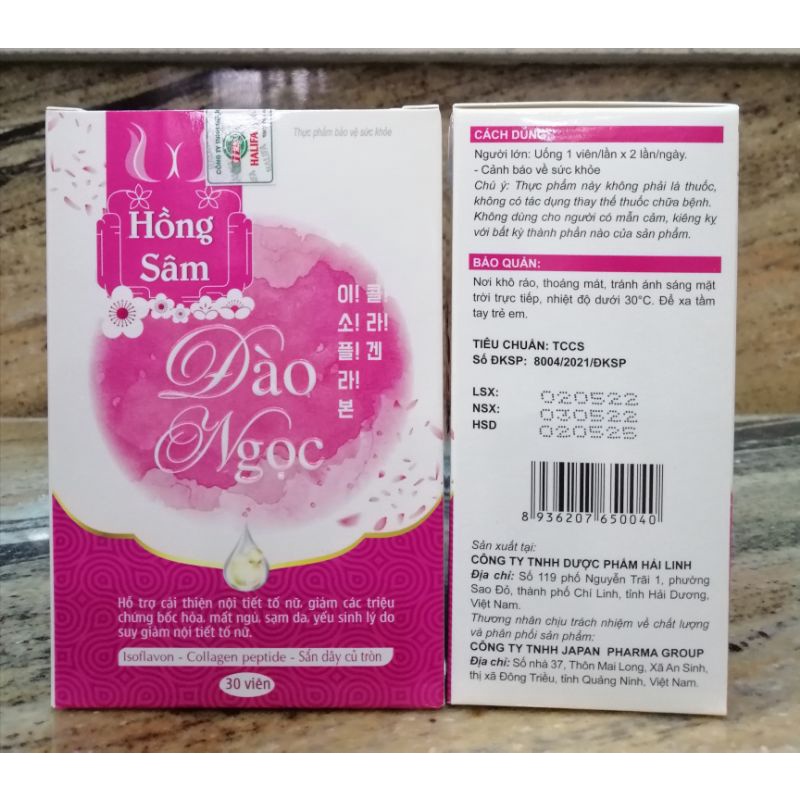 Thực phẩm bảo vệ sức khỏe
HALIFA
Hồng
Sâm
이! 콜!
소! 라!
플! 겐
라!
본
Đào
Ngọc
Hỗ trợ cải thiện nội tiết tố nữ, giảm các triệu
chứng bốc hỏa, mất ngủ, sạm da, yếu sinh lý do
suy giảm nội tiết tố nữ.
Isoflavon - Collagen peptide - Sắn dây củ tròn
30 viên
CÁCH DÙNG:
Người lớn: Uống 1 viên/lần x 2 lần/ngày.
- Cảnh báo về sức khỏe
Chú ý: Thực phẩm này không phải là thuốc,
không có tác dụng thay thế thuốc chữa bệnh.
Không dùng cho người có mẫn cảm, kiêng kỵ
với bất kỳ thành phần nào của sản phẩm.
BẢO QUẢN:
Nơi khô ráo, thoáng mát, tránh ánh sáng mặt
trời trực tiếp, nhiệt độ dưới 30°C. Để xa tầm
tay trẻ em.
TIÊU CHUẨN: TCCS
Số ĐKSP: 8004/2021/ĐKSP
LSX: 020522
NSX: 030522
HSD 020525
8 936207 650040
Sản xuất tại:
CÔNG TY TNHH DƯỢC PHẨM HẢI LINH
Địa chỉ: Số 119 phố Nguyễn Trãi 1, phường
Sao Đỏ, thành phố Chí Linh, tỉnh Hải Dương,
Việt Nam.
Thương nhân chịu trách nhiệm về chất lượng
và phân phối sản phẩm:
CÔNG TY TNHH JAPAN PHARMA GROUP
Địa chỉ: Số nhà 37, Thôn Mai Long, Xã An Sinh,
thị xã Đông Triều, tỉnh Quảng Ninh, Việt Nam.